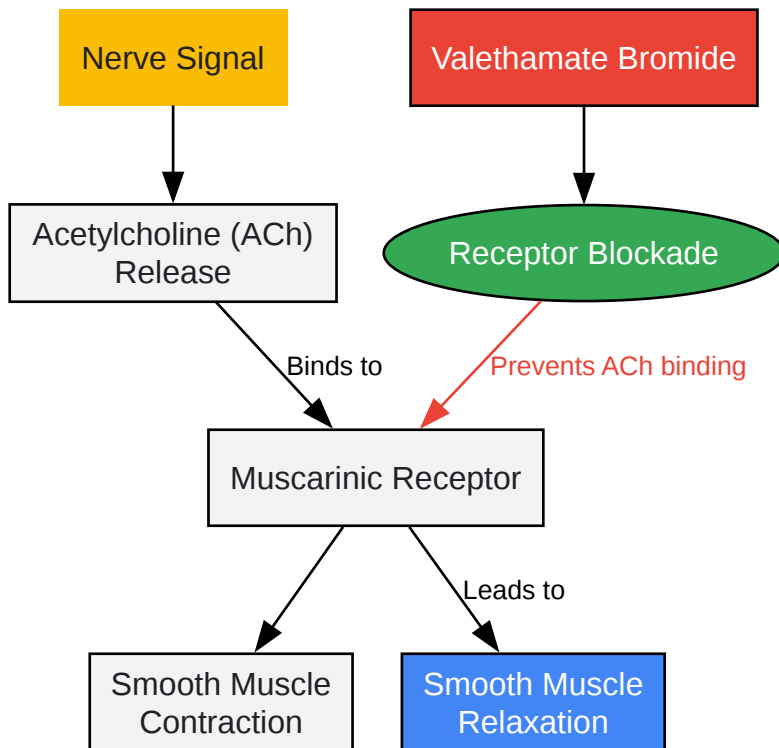 Nerve Signal
Valethamate Bromide
Acetylcholine (ACh)
Release
Receptor Blockade
Binds to
Prevents ACh binding
Muscarinic Receptor
Leads to
Smooth Muscle
Contraction
Smooth Muscle
Relaxation